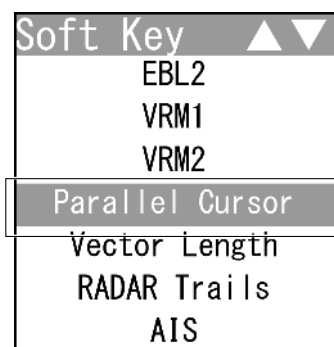 Soft Key ▲▼
EBL2
VRM1
VRM2
Parallel Cursor
Vector Length
RADAR Trails
AIS